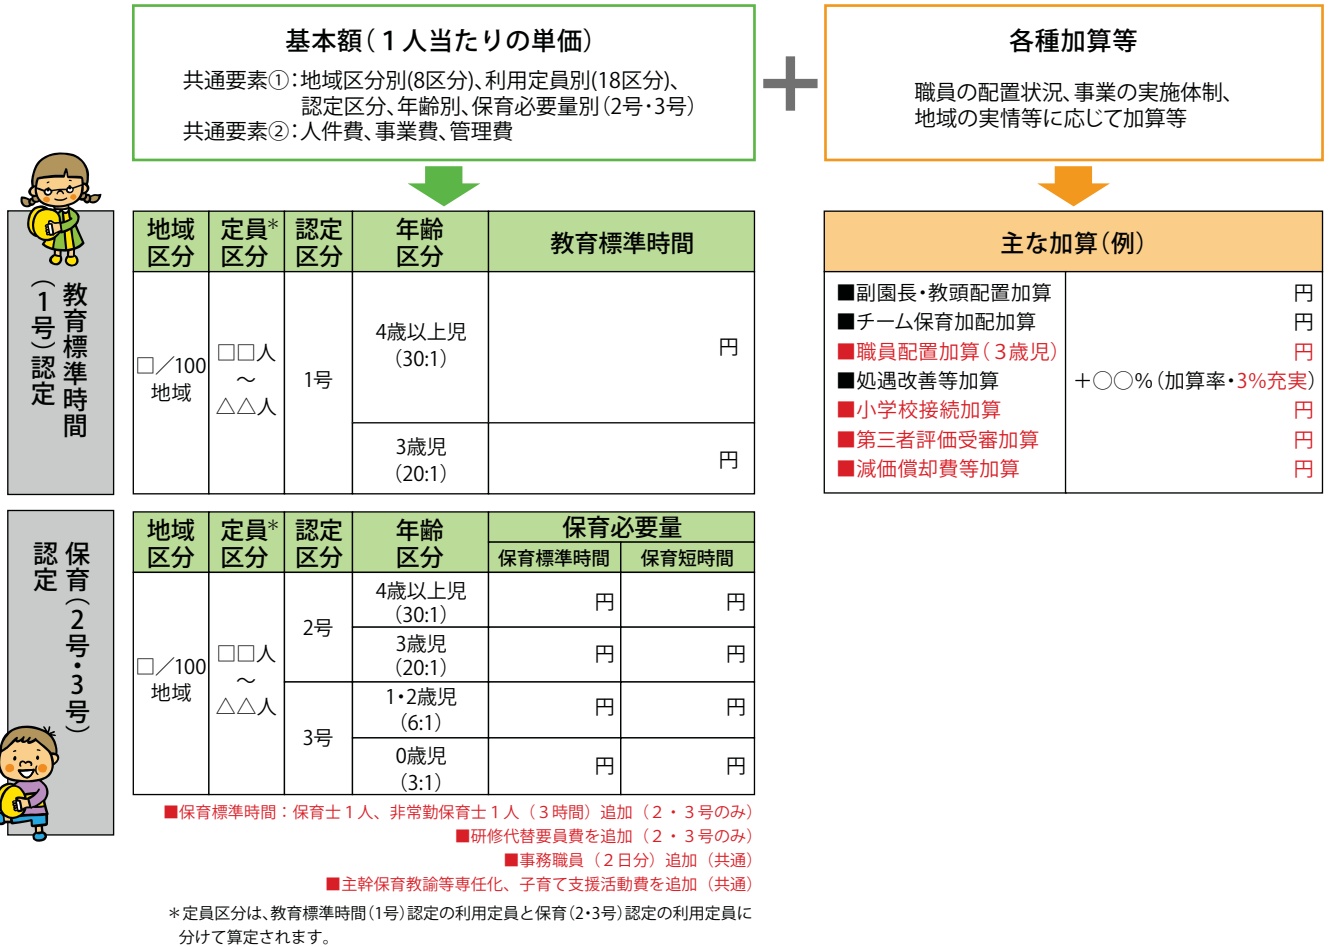 基本額（１人当たりの単価）
共通要素①：地域区分別(8区分)、利用定員別(18区分)、
認定区分、年齢別、保育必要量別（2号・3号）
共通要素②：人件費、事業費、管理費
＋
各種加算等
職員の配置状況、事業の実施体制、
地域の実情等に応じて加算等
教育標準時間
（1号）認定
地域
区分
定員＊
区分
認定
区分
年齢
区分
教育標準時間
□／100
地域
□□人
～
△△人
1号
4歳以上児
（30:1）
円
3歳児
（20:1）
円
主な加算（例）
■副園長・教頭配置加算 円
■チーム保育加配加算 円
■職員配置加算（３歳児） 円
■処遇改善等加算 ＋○○％（加算率・3％充実）
■小学校接続加算 円
■第三者評価受審加算 円
■減価償却費等加算 円
保育（2号・3号）
認定
地域
区分
定員＊
区分
認定
区分
年齢
区分
保育必要量
保育標準時間 保育短時間
□／100
地域
□□人
～
△△人
2号
4歳以上児
（30:1）
円 円
3歳児
（20:1）
円 円
3号
1・2歳児
（6:1）
円 円
0歳児
（3:1）
円 円
■保育標準時間：保育士１人、非常勤保育士１人（３時間）追加（２・３号のみ）
■研修代替要員費を追加（２・３号のみ）
■事務職員（２日分）追加（共通）
■主幹保育教諭等専任化、子育て支援活動費を追加（共通）
＊定員区分は、教育標準時間（1号）認定の利用定員と保育（2・3号）認定の利用定員に
分けて算定されます。